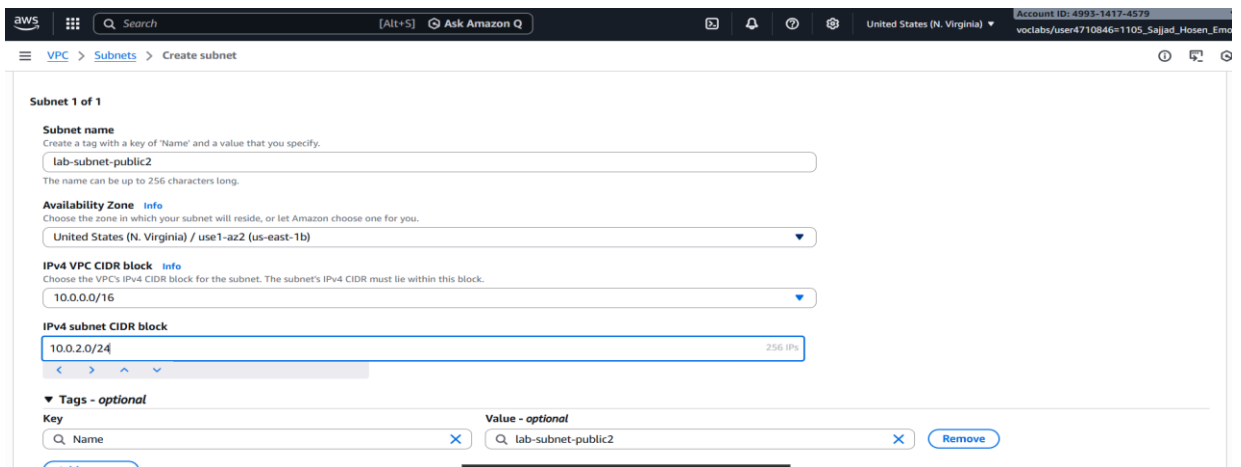 aws
Search [Alt+S] Ask Amazon Q United States (N. Virginia) ▼ Account ID: 4993-1417-4579
voclabs/user4710846=1105_Sajjad_Hosen_Emo
VPC > Subnets > Create subnet
Subnet 1 of 1
Subnet name
Create a tag with a key of 'Name' and a value that you specify.
lab-subnet-public2
The name can be up to 256 characters long.
Availability Zone Info
Choose the zone in which your subnet will reside, or let Amazon choose one for you.
United States (N. Virginia) / use1-az2 (us-east-1b)
IPv4 VPC CIDR block Info
Choose the VPC's IPv4 CIDR block for the subnet. The subnet's IPv4 CIDR must lie within this block.
10.0.0.0/16
IPv4 subnet CIDR block
10.0.2.0/24 256 IPs
▼ Tags - optional
Key Value - optional
Name lab-subnet-public2 Remove